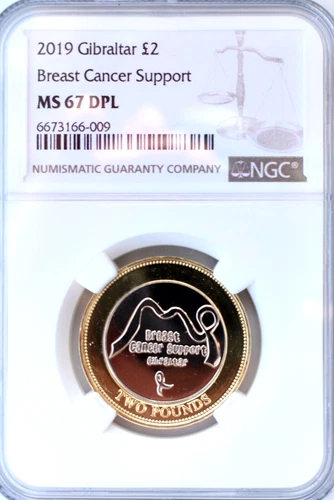 2019 Gibraltar £2
Breast Cancer Support
MS 67 DPL
6673166-009
NUMISMATIC GUARANTY COMPANY NGC
Breast
Cancer Support
Gibraltar
TWO POUNDS